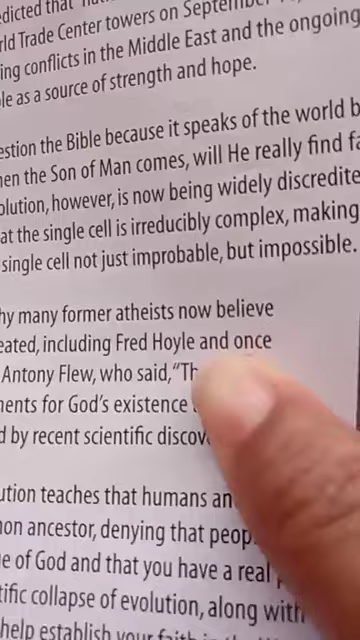 edicted that
rld Trade Center towers on September
ing conflicts in the Middle East and the ongoing
le as a source of strength and hope.
estion the Bible because it speaks of the world b
en the Son of Man comes, will He really find fa
olution, however, is now being widely discredite
at the single cell is irreducibly complex, making
single cell not just improbable, but impossible.
hy many former atheists now believe
eated, including Fred Hoyle and once
Antony Flew, who said, “Th
ents for God's existence
d by recent scientific discov
ution teaches that humans an
on ancestor, denying that peop
e of God and that you have a real
tific collapse of evolution, along with
help establish your faith